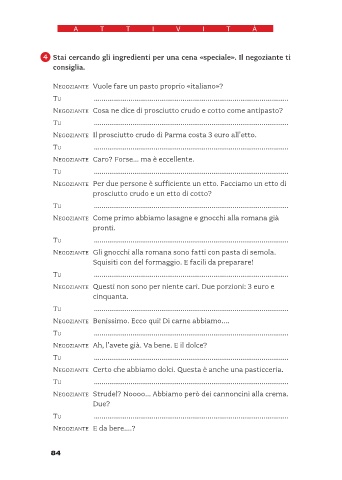 ATTIVITÀ
4 Stai cercando gli ingredienti per una cena «speciale». Il negoziante ti
consiglia.
NEGOZIANTE Vuole fare un pasto proprio «italiano»?
TU ................................................................................
NEGOZIANTE Cosa ne dice di prosciutto crudo e cotto come antipasto?
TU ................................................................................
NEGOZIANTE Il prosciutto crudo di Parma costa 3 euro all'etto.
TU ................................................................................
NEGOZIANTE Caro? Forse... ma è eccellente.
TU ................................................................................
NEGOZIANTE Per due persone è sufficiente un etto. Facciamo un etto di
prosciutto crudo e un etto di cotto?
TU ................................................................................
NEGOZIANTE Come primo abbiamo lasagne e gnocchi alla romana già
pronti.
TU ................................................................................
NEGOZIANTE Gli gnocchi alla romana sono fatti con pasta di semola.
Squisiti con del formaggio. E facili da preparare!
TU ................................................................................
NEGOZIANTE Questi non sono per niente cari. Due porzioni: 3 euro e
cinquanta.
TU ................................................................................
NEGOZIANTE Benissimo. Ecco qui! Di carne abbiamo....
TU ................................................................................
NEGOZIANTE Ah, l'avete già. Va bene. E il dolce?
TU ................................................................................
NEGOZIANTE Certo che abbiamo dolci. Questa è anche una pasticceria.
TU ................................................................................
NEGOZIANTE Strudel? Noooo... Abbiamo però dei cannoncini alla crema.
Due?
TU ................................................................................
NEGOZIANTE E da bere....?
84